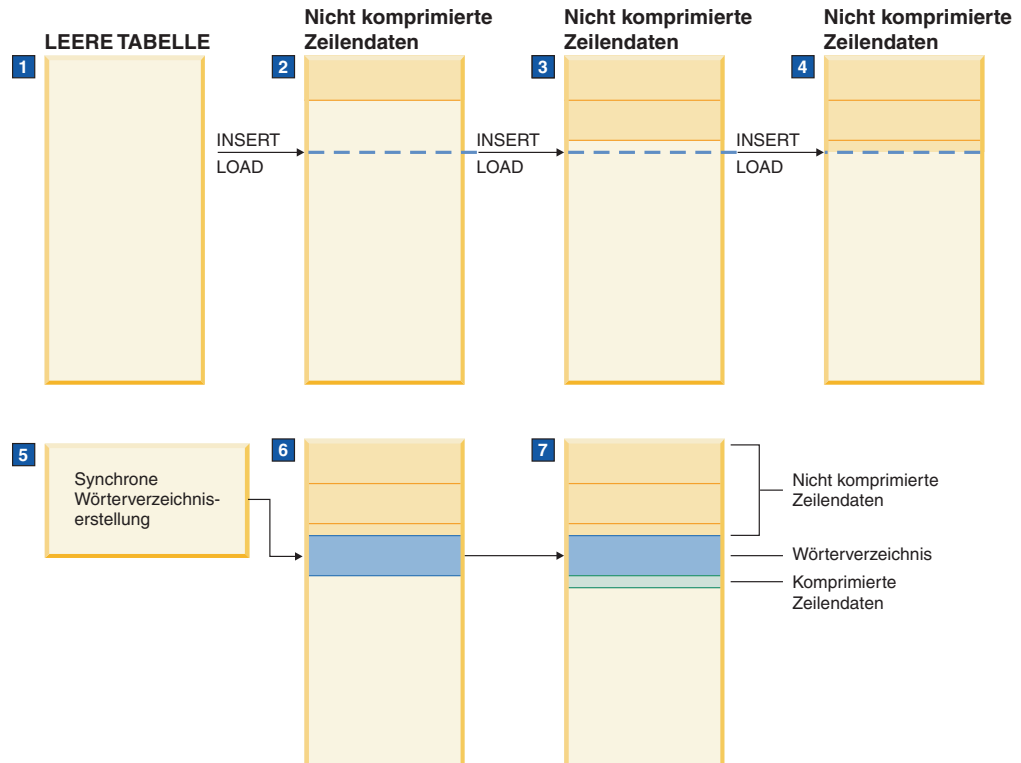 1
LEERE TABELLE
2
Nicht komprimierte
Zeilendaten
3
Nicht komprimierte
Zeilendaten
4
Nicht komprimierte
Zeilendaten
INSERT
LOAD
INSERT
LOAD
INSERT
LOAD
5
Synchrone
Wörterverzeichnis-
erstellung
6
7
Nicht komprimierte
Zeilendaten
Wörterverzeichnis
Komprimierte
Zeilendaten